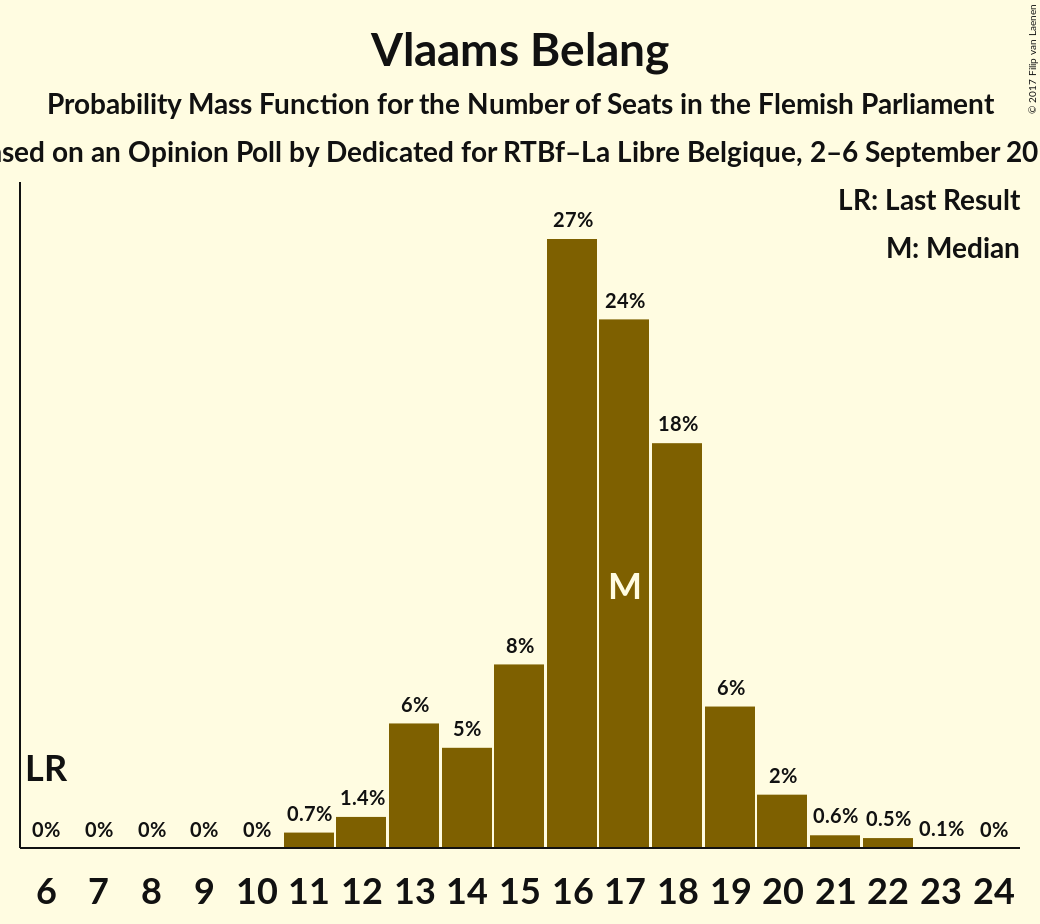 Vlaams Belang
Probability Mass Function for the Number of Seats in the Flemish Parliament
on an Opinion Poll by Dedicated for RTBf–La Libre Belgique, 2–6 September
© 2017 Filip van Laenen
LR: Last Result
M: Median
27%
24%
18%
M
8%
6%
6%
5%
LR
2%
1.4%
0.7%
0.6%
0.5%
0.1%
0%
0%
0%
0%
0%
0%
6 7 8 9 10 11 12 13 14 15 16 17 18 19 20 21 22 23 24